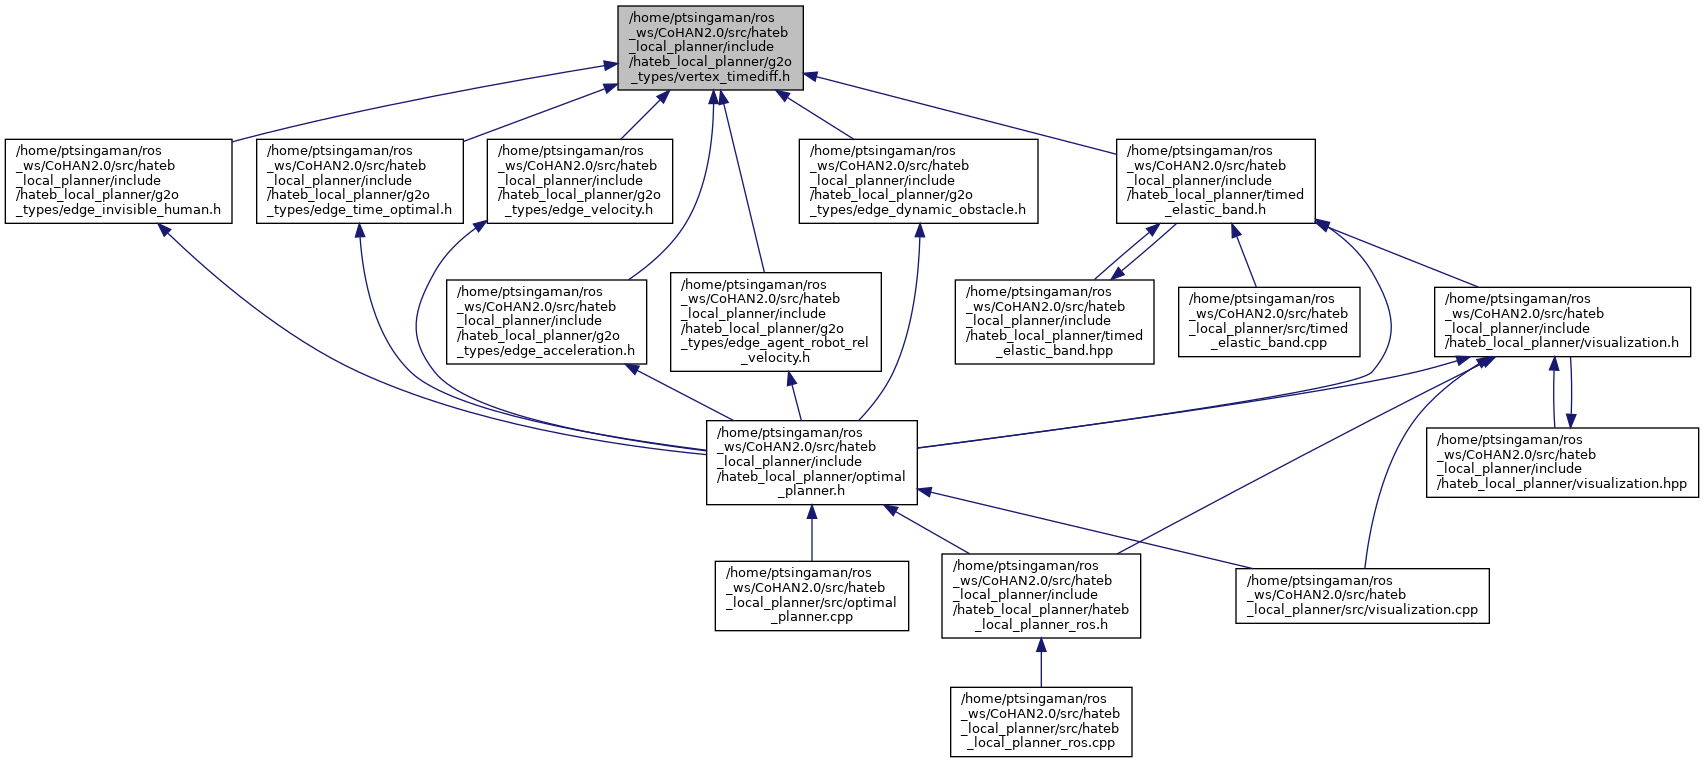 /home/ptsingaman/ros
_ws/CoHAN2.0/src/hateb
_local_planner/include
/hateb_local_planner/g2o
_types/vertex_timediff.h
/home/ptsingaman/ros
_ws/CoHAN2.0/src/hateb
_local_planner/include
/hateb_local_planner/g2o
_types/edge_invisible_human.h
/home/ptsingaman/ros
_ws/CoHAN2.0/src/hateb
_local_planner/include
/hateb_local_planner/g2o
_types/edge_time_optimal.h
/home/ptsingaman/ros
_ws/CoHAN2.0/src/hateb
_local_planner/include
/hateb_local_planner/g2o
_types/edge_velocity.h
/home/ptsingaman/ros
_ws/CoHAN2.0/src/hateb
_local_planner/include
/hateb_local_planner/g2o
_types/edge_dynamic_obstacle.h
/home/ptsingaman/ros
_ws/CoHAN2.0/src/hateb
_local_planner/include
/hateb_local_planner/timed
_elastic_band.h
/home/ptsingaman/ros
_ws/CoHAN2.0/src/hateb
_local_planner/include
/hateb_local_planner/g2o
_types/edge_acceleration.h
/home/ptsingaman/ros
_ws/CoHAN2.0/src/hateb
_local_planner/include
/hateb_local_planner/g2o
_types/edge_agent_robot_rel
_velocity.h
/home/ptsingaman/ros
_ws/CoHAN2.0/src/hateb
_local_planner/include
/hateb_local_planner/timed
_elastic_band.hpp
/home/ptsingaman/ros
_ws/CoHAN2.0/src/hateb
_local_planner/src/timed
_elastic_band.cpp
/home/ptsingaman/ros
_ws/CoHAN2.0/src/hateb
_local_planner/include
/hateb_local_planner/visualization.h
/home/ptsingaman/ros
_ws/CoHAN2.0/src/hateb
_local_planner/include
/hateb_local_planner/optimal
_planner.h
/home/ptsingaman/ros
_ws/CoHAN2.0/src/hateb
_local_planner/include
/hateb_local_planner/visualization.hpp
/home/ptsingaman/ros
_ws/CoHAN2.0/src/hateb
_local_planner/src/optimal
_planner.cpp
/home/ptsingaman/ros
_ws/CoHAN2.0/src/hateb
_local_planner/include
/hateb_local_planner/hateb
_local_planner_ros.h
/home/ptsingaman/ros
_ws/CoHAN2.0/src/hateb
_local_planner/src/visualization.cpp
/home/ptsingaman/ros
_ws/CoHAN2.0/src/hateb
_local_planner/src/hateb
_local_planner_ros.cpp